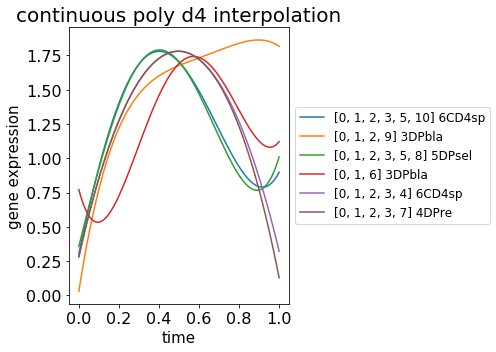 continuous poly d4 interpolation
gene expression
1.75
1.50
1.25
1.00
0.75
0.50
0.25
0.00
0.0 0.2 0.4 0.6 0.8 1.0
time
[0, 1, 2, 3, 5, 10] 6CD4sp
[0, 1, 2, 9] 3DPbla
[0, 1, 2, 3, 5, 8] 5DPsel
[0, 1, 6] 3DPbla
[0, 1, 2, 3, 4] 6CD4sp
[0, 1, 2, 3, 7] 4DPre